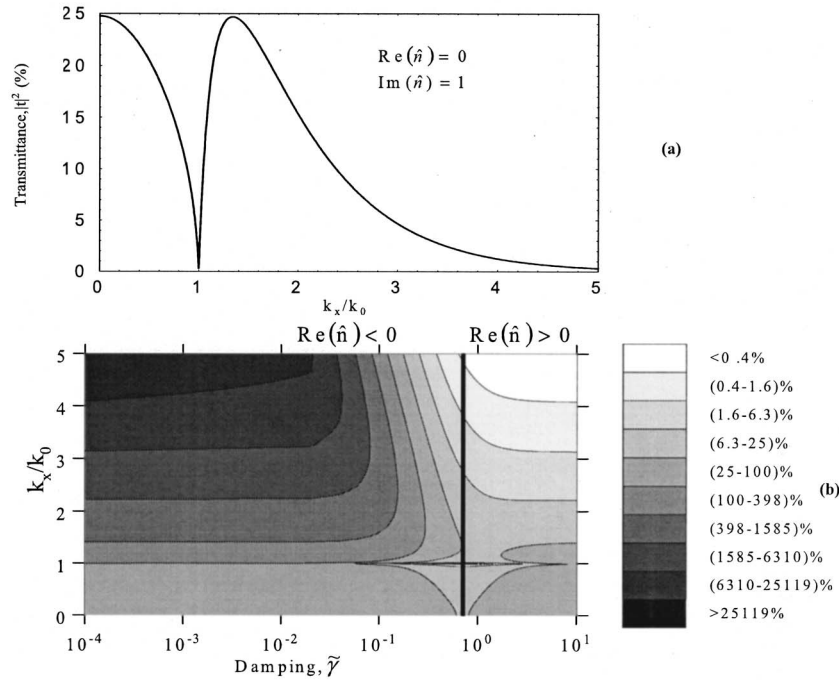 25
20
15
10
5
0
Transmittance,|t|² (%)
Re(n̂) = 0
Im(n̂) = 1
(a)
0 1 2 3 4 5
kₓ/k₀
Re(n̂) < 0 Re(n̂) > 0
5
4
3
2
1
0
kₓ/k₀
10⁻⁴ 10⁻³ 10⁻² 10⁻¹ 10⁰ 10¹
Damping, γ̃
<0 .4%
(0.4-1.6)%
(1.6-6.3)%
(6.3-25)%
(25-100)%
(100-398)%
(398-1585)%
(1585-6310)%
(6310-25119)%
>25119%
(b)